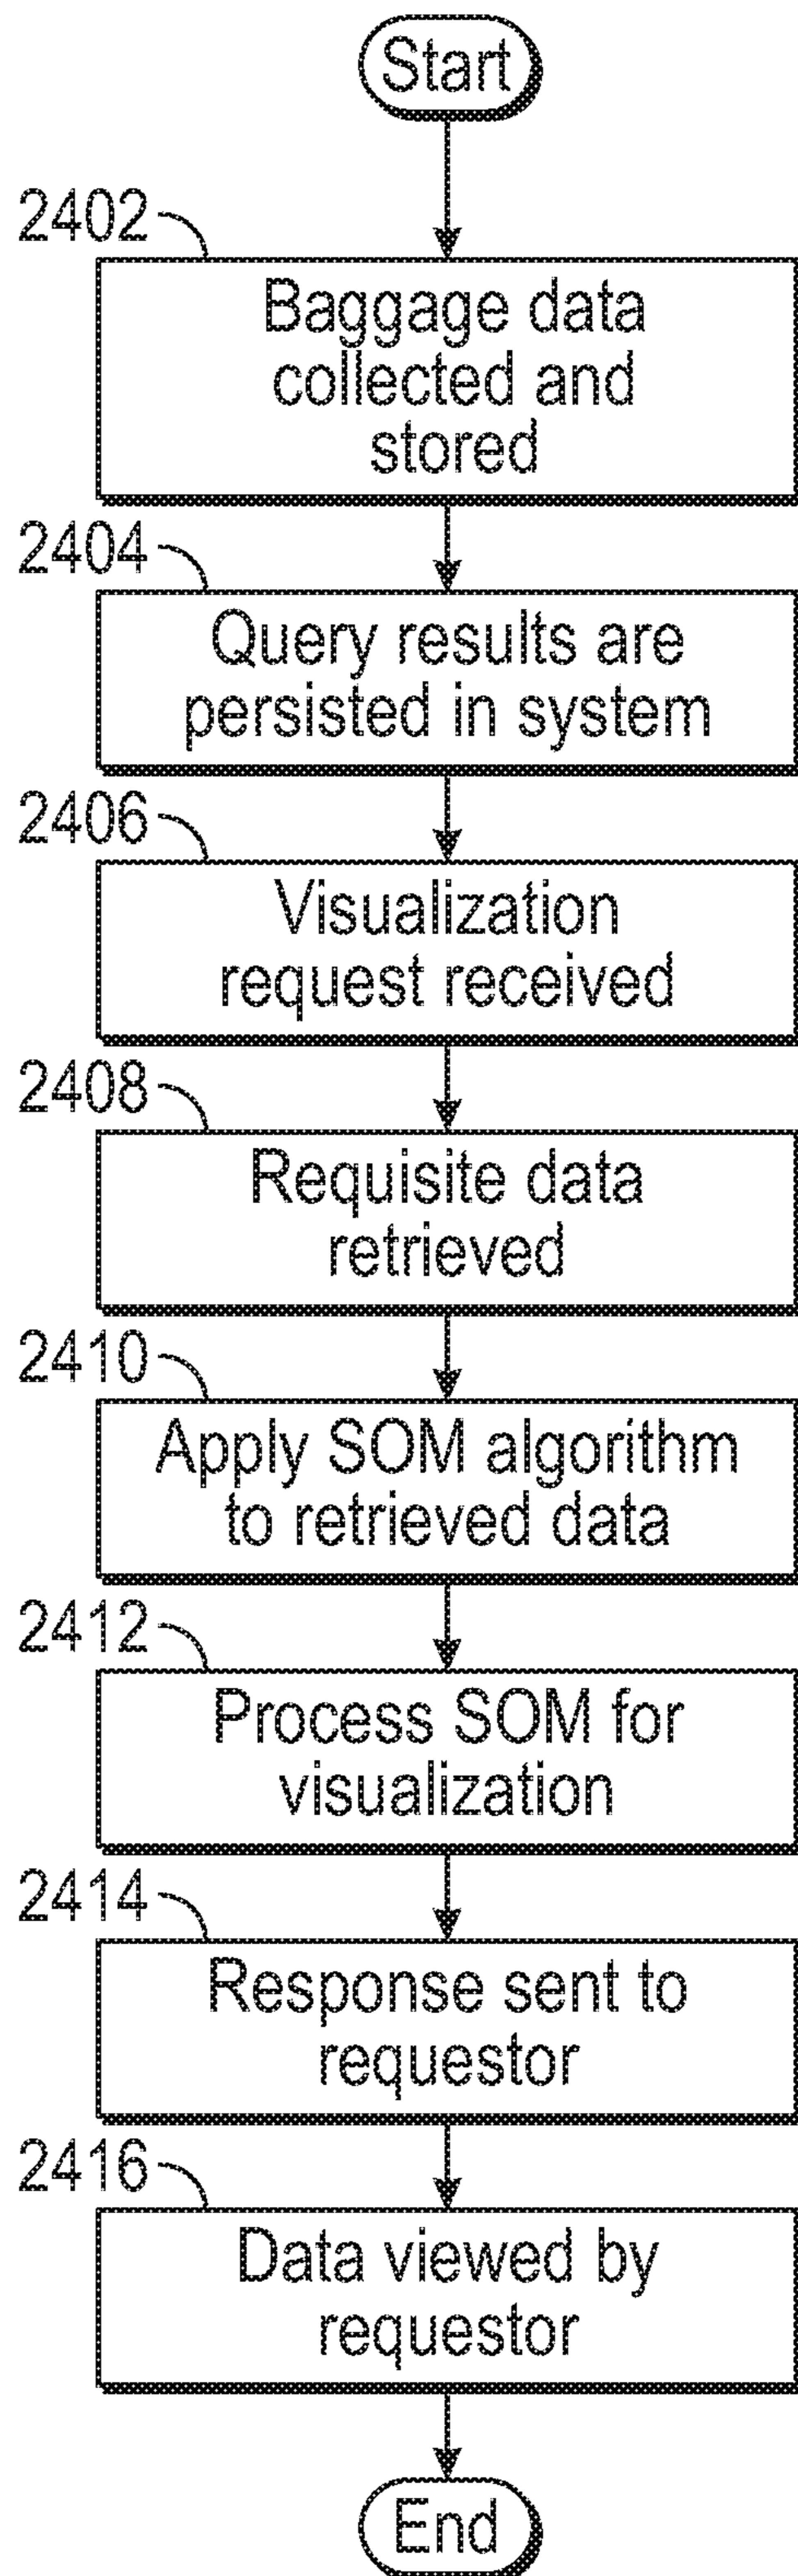 Start
2402
Baggage data
collected and
stored
2404
Query results are
persisted in system
2406
Visualization
request received
2408
Requisite data
retrieved
2410
Apply SOM algorithm
to retrieved data
2412
Process SOM for
visualization
2414
Response sent to
requestor
2416
Data viewed by
requestor
End